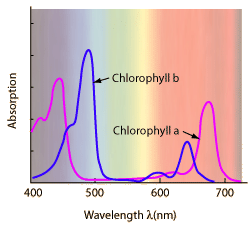 Absorption
Chlorophyll b
Chlorophyll a
400 500 600 700
Wavelength λ(nm)